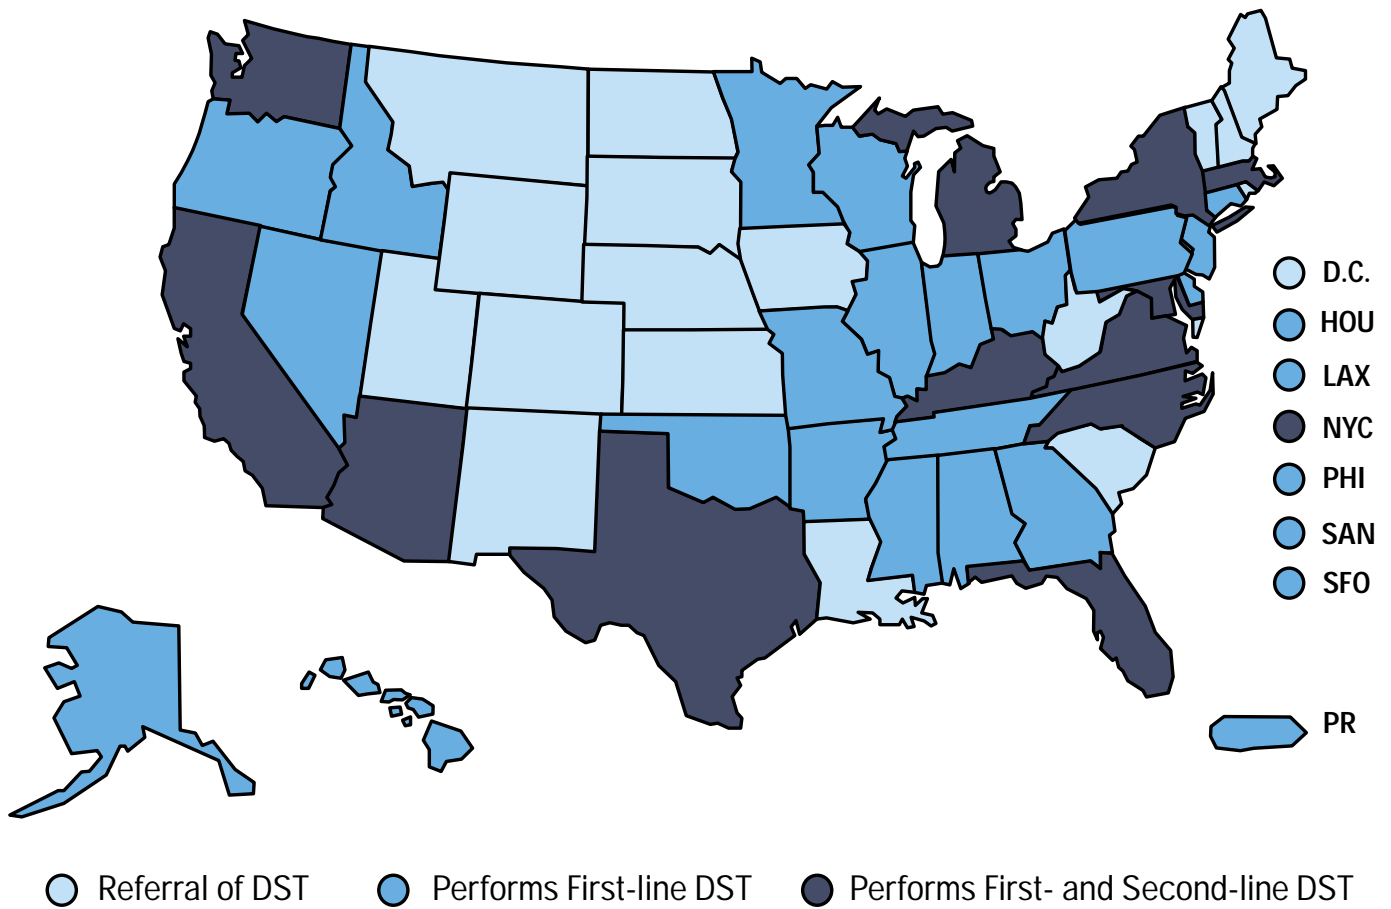 D.C.
HOU
LAX
NYC
PHI
SAN
SFO
PR
Referral of DST
Performs First-line DST
Performs First- and Second-line DST